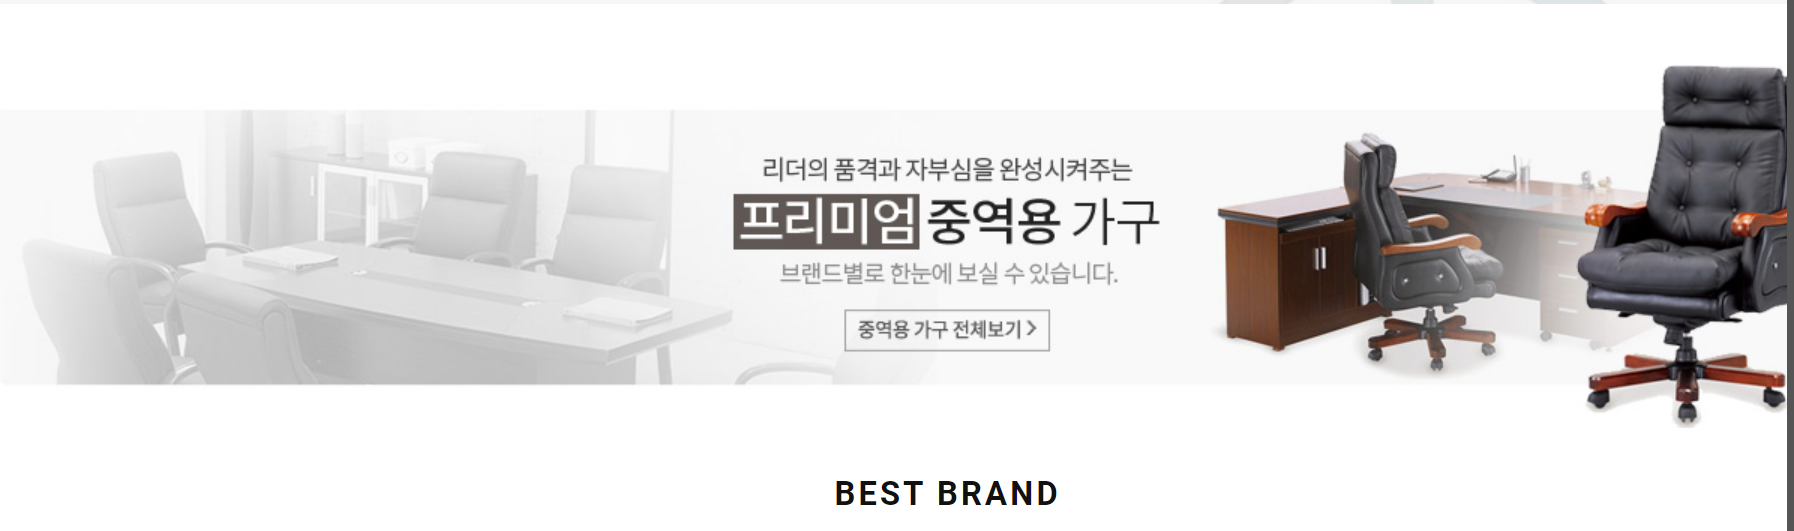 리더의 품격과 자부심을 완성시켜주는
프리미엄 중역용 가구
브랜드별로 한눈에 보실 수 있습니다.
중역용 가구 전체보기 >
BEST BRAND